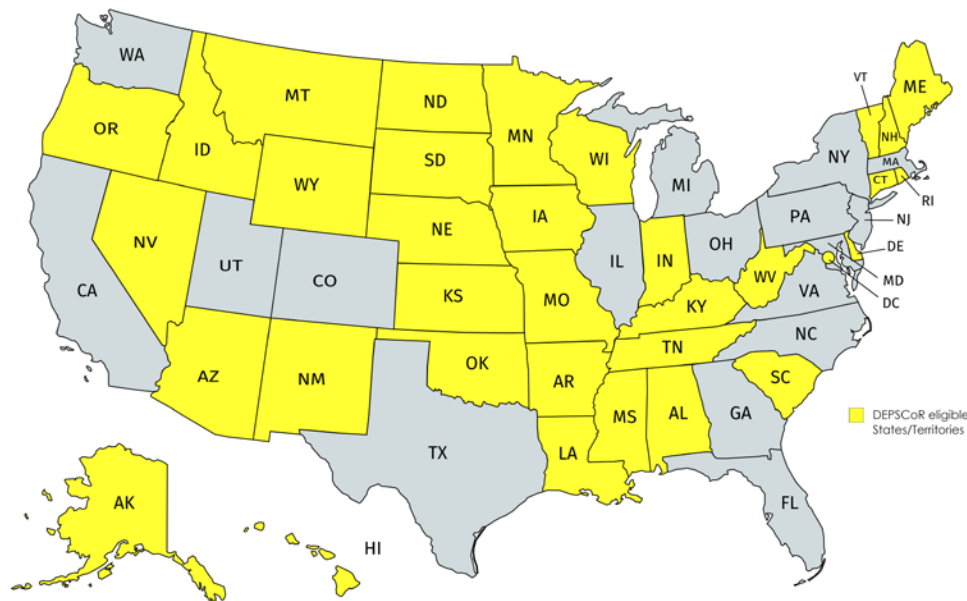 WA
MT
ND
MN
VT
ME
OR
ID
SD
WI
NH
NY
MA
WY
MI
CT
RI
IA
PA
NJ
NE
OH
NV
UT
IL
IN
DE
CA
CO
WV
MD
KS
MO
VA
DC
KY
NC
TN
OK
AZ
NM
AR
SC
MS
AL
GA
DEPSCoR eligible
States/Territories
TX
LA
FL
AK
HI